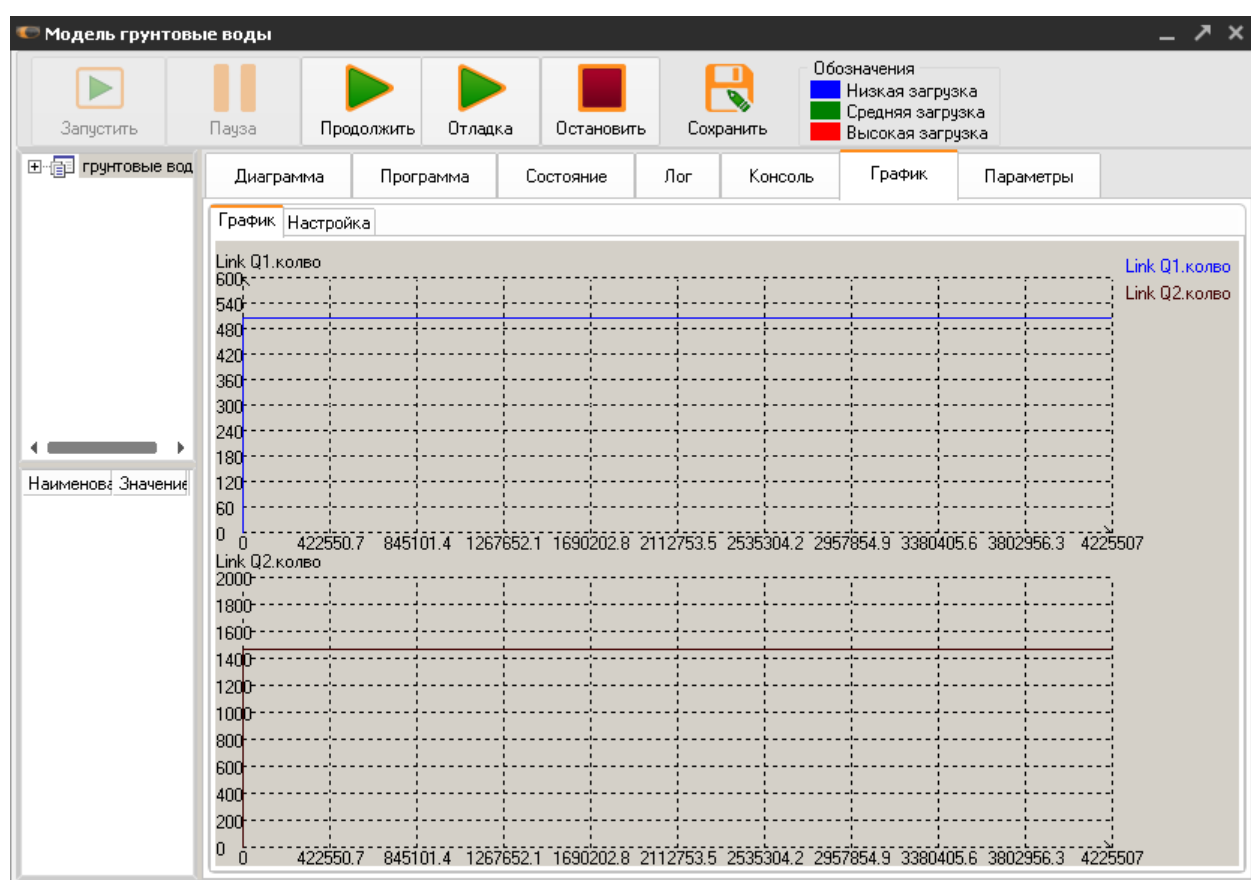 Модель грунтовые воды
Запустить Пауза Продолжить Отладка Остановить Сохранить
Обозначения
Низкая загрузка
Средняя загрузка
Высокая загрузка
грунтовые вод
Диаграмма Программа Состояние Лог Консоль График Параметры
График Настройка
Наименова Значение
Link Q1.колво
600
540
480
420
360
300
240
180
120
60
0
0 422550.7 845101.4 1267652.1 1690202.8 2112753.5 2535304.2 2957854.9 3380405.6 3802956.3 4225507
Link Q2.колво
2000
1800
1600
1400
1200
1000
800
600
400
200
0
0 422550.7 845101.4 1267652.1 1690202.8 2112753.5 2535304.2 2957854.9 3380405.6 3802956.3 4225507
Link Q1.колво
Link Q2.колво